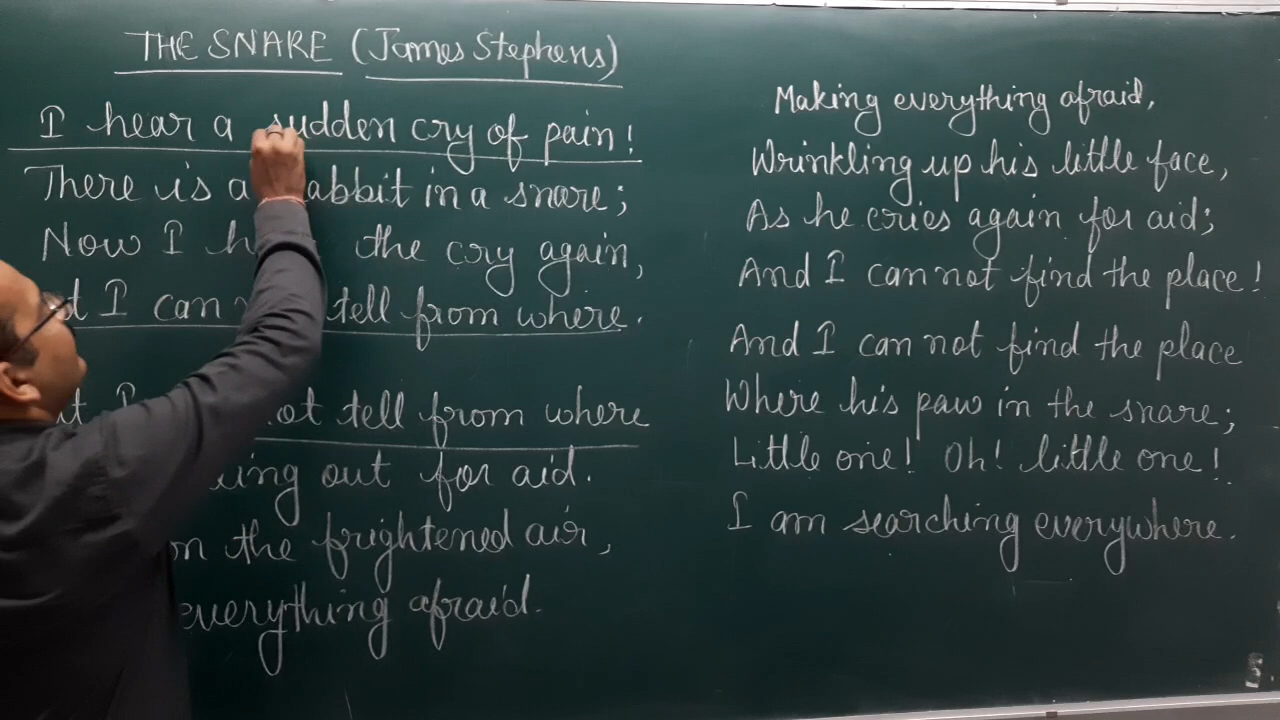 THE SNARE (James Stephens)
I hear a sudden cry of pain!
There is a abbit in a snare;
Now I h the cry again,
t I can tell from where.
t I ot tell from where
ing out for aid.
n the frightened air,
everything afraid.
Making everything afraid,
Wrinkling up his little face,
As he cries again for aid;
And I can not find the place!
And I can not find the place
Where his paw in the snare;
Little one! Oh! little one!
I am searching everywhere.